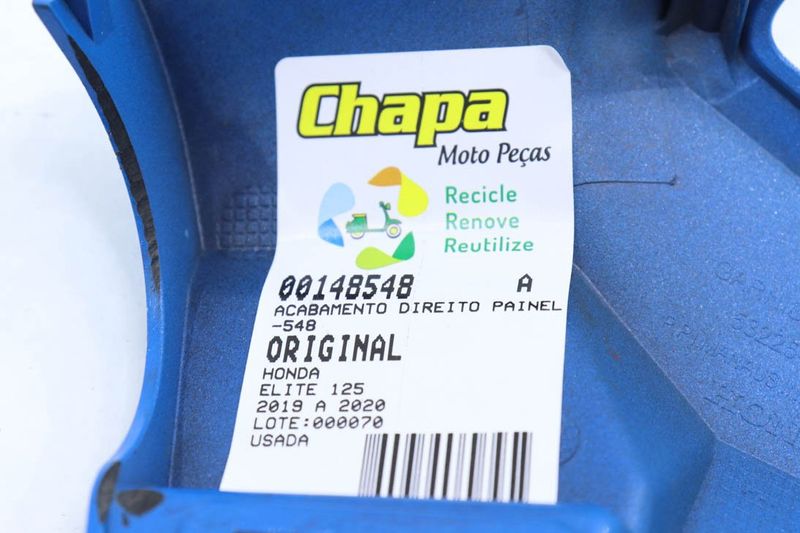 Chapa
Moto Peças
Recicle
Renove
Reutilize
00148548 A
ACABAMENTO DIREITO PAINEL
-548
ORIGINAL
HONDA
ELITE 125
2019 A 2020
LOTE:000070
USADA